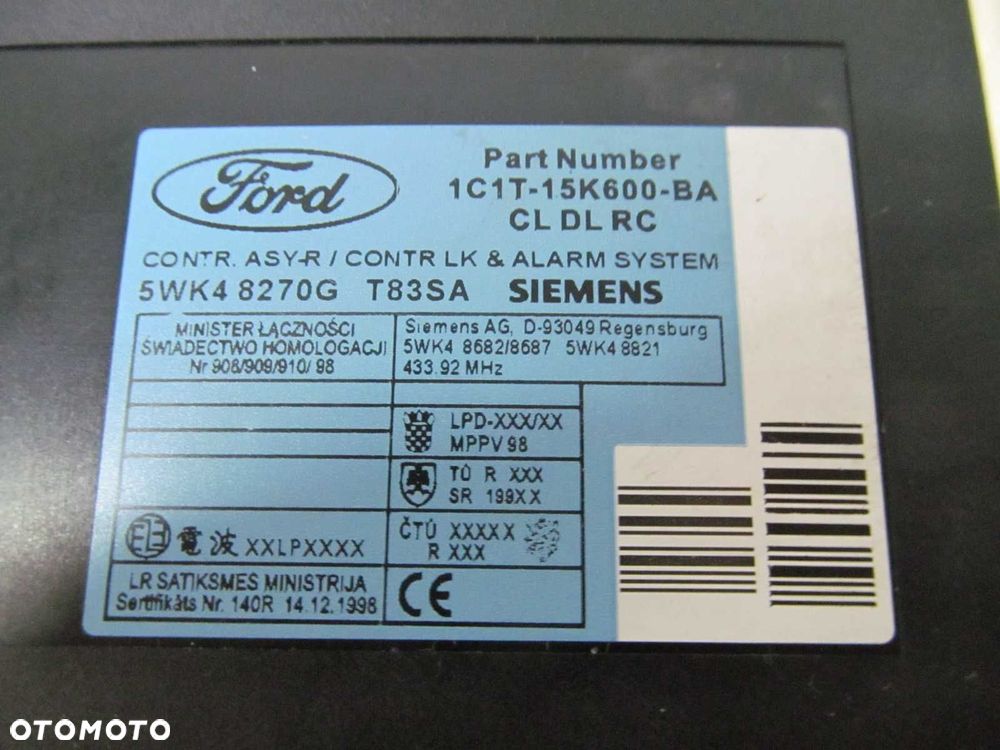 Ford
Part Number
1C1T-15K600-BA
CL DL RC
CONTR. ASY-R / CONTR LK & ALARM SYSTEM
5WK4 8270G T83SA SIEMENS
MINISTER ŁĄCZNOŚCI
ŚWIADECTWO HOMOLOGACJI
Nr 908/909/910/ 98
Siemens AG, D-93049 Regensburg
5WK4 8682/8687 5WK4 8821
433.92 MHz
LPD-XXX/XX
MPPV 98
TÚ R XXX
SR 199XX
電波 XXLPXXXX
ČTÚ XXXXX
R XXX
LR SATIKSMES MINISTRIJA
Sertifikāts Nr. 140R 14.12.1998
CE
OTOMOTO